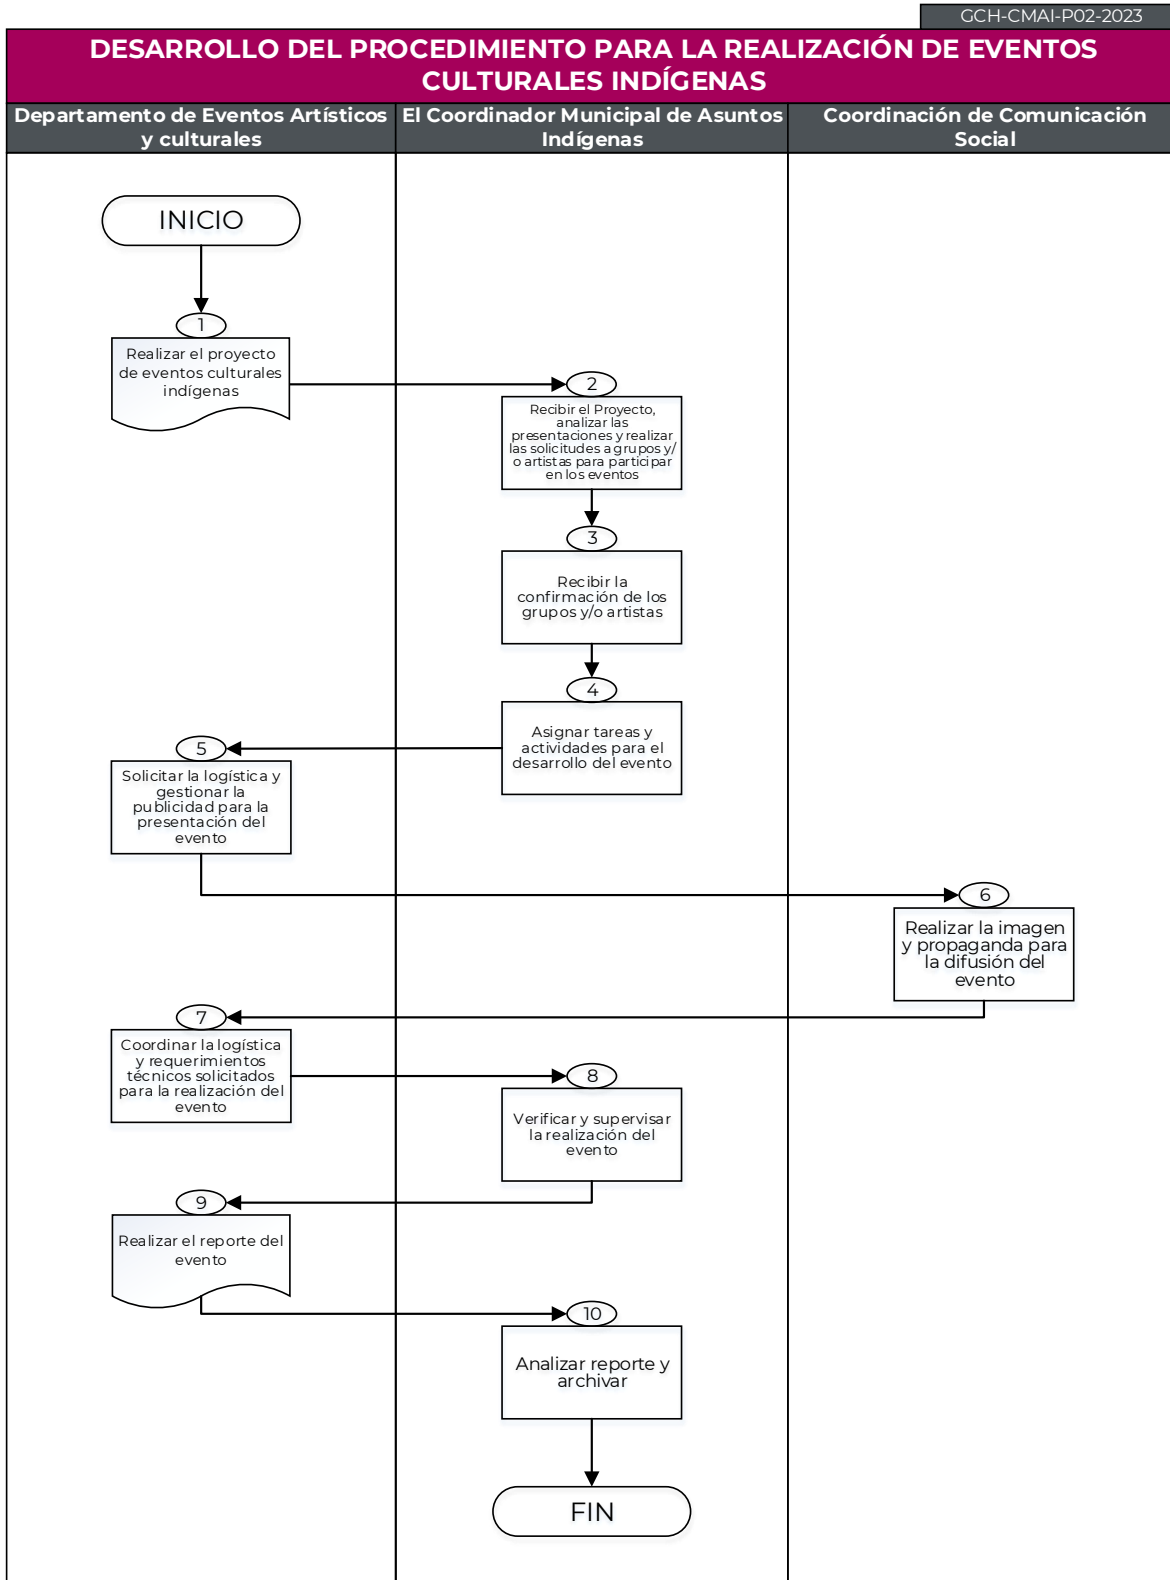 GCH-CMAI-P02-2023
DESARROLLO DEL PROCEDIMIENTO PARA LA REALIZACIÓN DE EVENTOS
CULTURALES INDÍGENAS
Departamento de Eventos Artísticos
y culturales
El Coordinador Municipal de Asuntos
Indígenas
Coordinación de Comunicación
Social
INICIO
1
Realizar el proyecto
de eventos culturales
indígenas
2
Recibir el Proyecto,
analizar las
presentaciones y realizar
las solicitudes a grupos y/
o artistas para participar
en los eventos
3
Recibir la
confirmación de los
grupos y/o artistas
4
Asignar tareas y
actividades para el
desarrollo del evento
5
Solicitar la logística y
gestionar la
publicidad para la
presentación del
evento
6
Realizar la imagen
y propaganda para
la difusión del
evento
7
Coordinar la logística
y requerimientos
técnicos solicitados
para la realización del
evento
8
Verificar y supervisar
la realización del
evento
9
Realizar el reporte del
evento
10
Analizar reporte y
archivar
FIN